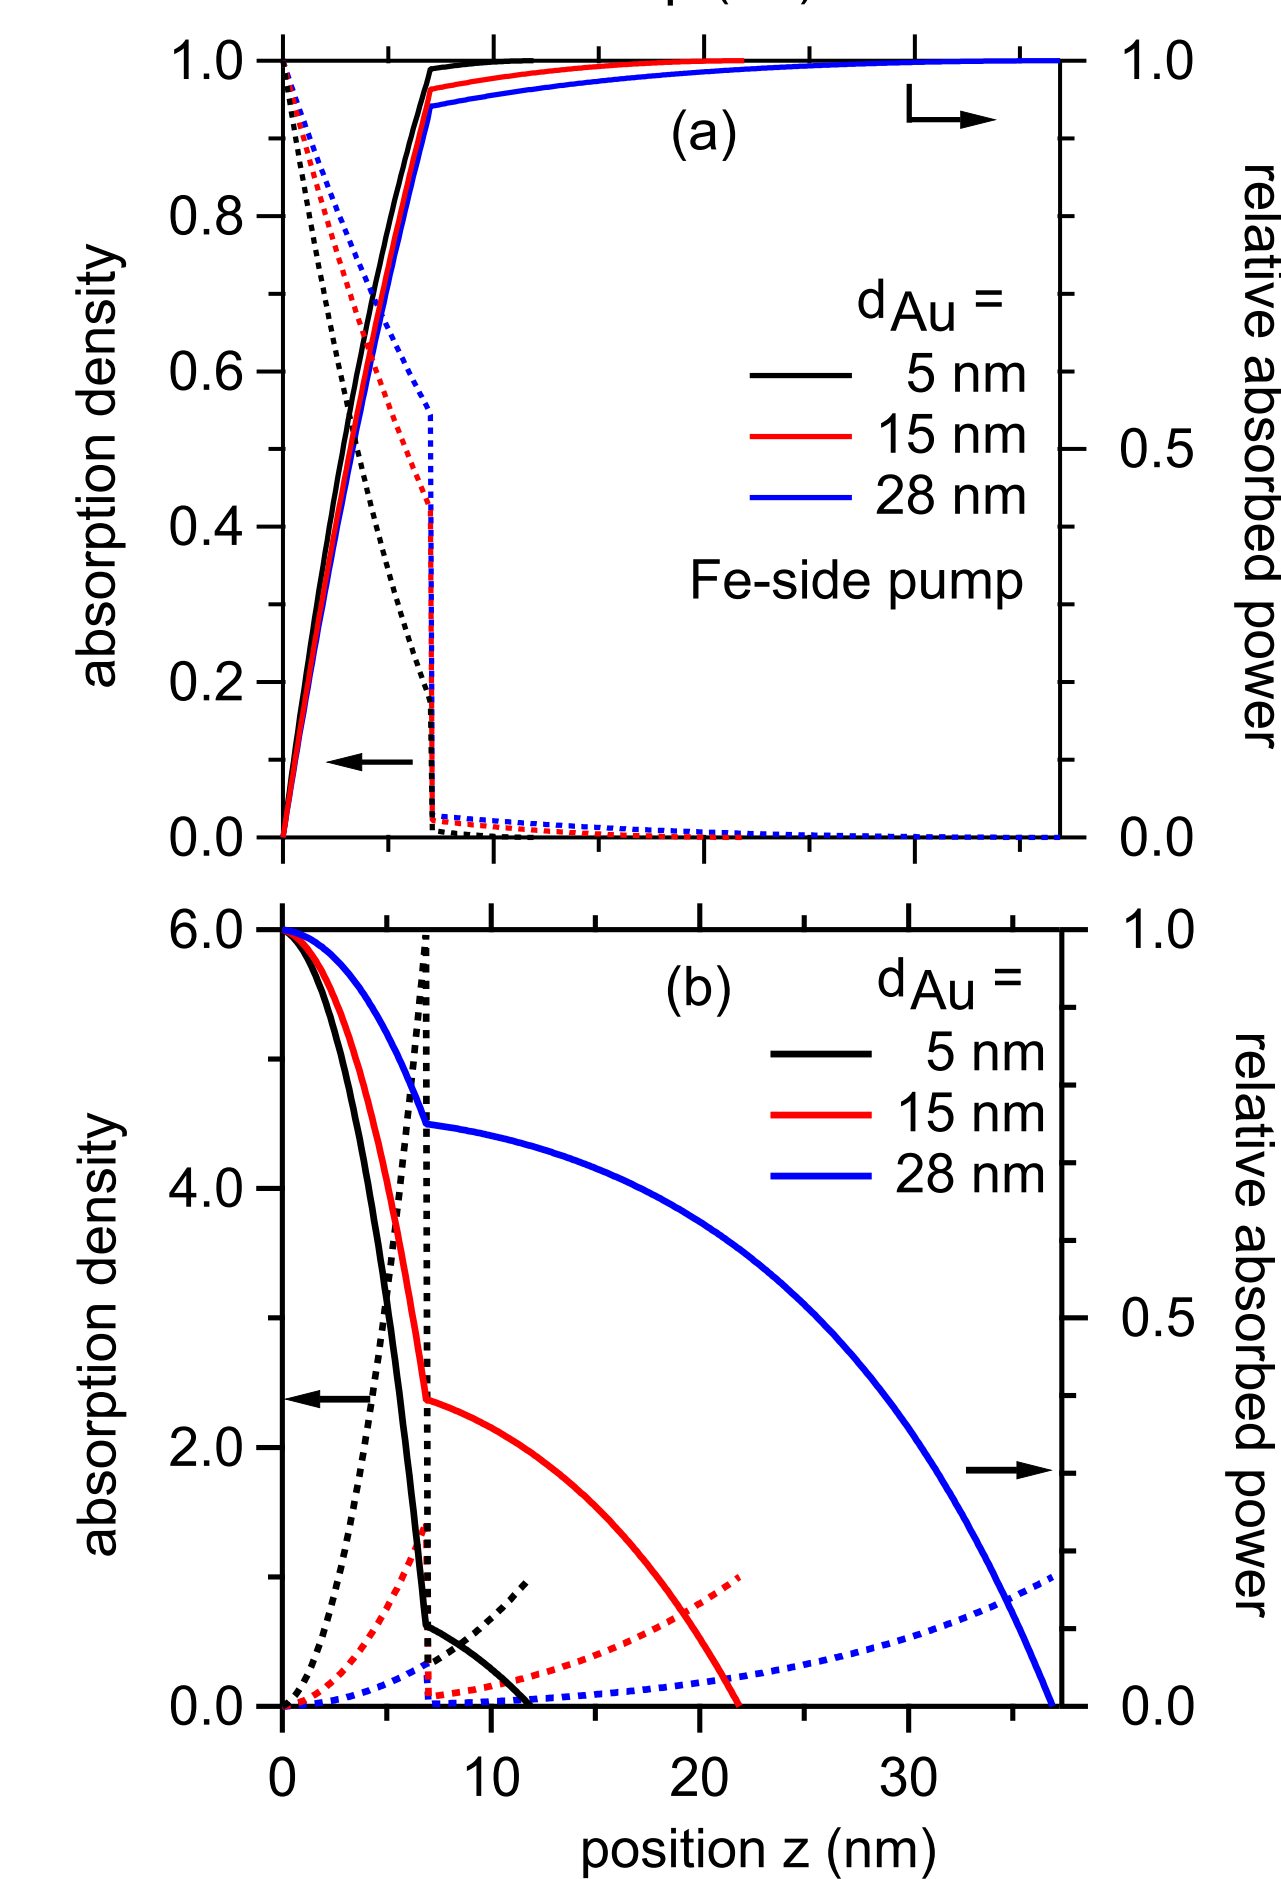 1.0
0.8
0.6
0.4
0.2
0.0
absorption density
1.0
0.5
0.0
relative absorbed power
(a)
dAu =
5 nm
15 nm
28 nm
Fe-side pump
6.0
4.0
2.0
0.0
absorption density
1.0
0.5
0.0
relative absorbed power
(b)
dAu =
5 nm
15 nm
28 nm
0 10 20 30
position z (nm)